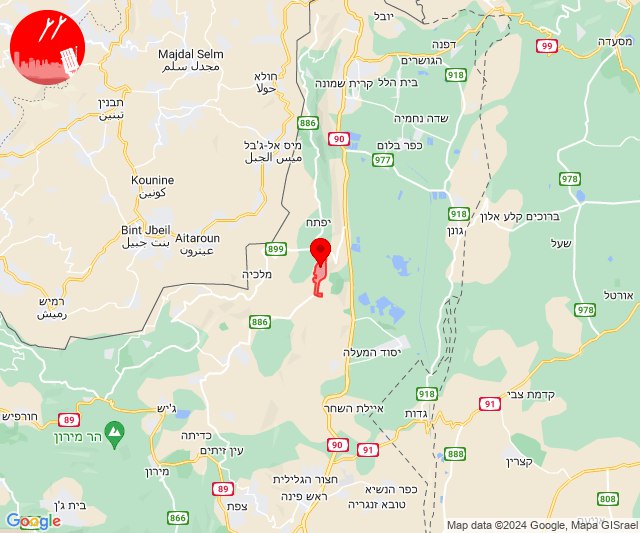 יובל
Majdal Selm
مجدل سلم
דפנה
99
מסעדה
הגושרים
918
חולא
حولا
קרית שמונה
בית הלל
תבנין
تبنين
886
שדה נחמיה
90
מיס אל-ג'בל
ميس الجبل
כפר בלום
977
978
Kounine
كونين
918
ברוכים קלע אלון
גונן
יפתח
Bint Jbeil
بنت جبيل
Aitaroun
عيترون
899
שעל
מלכיה
רמיש
رميش
אורטל
978
886
יסוד המעלה
918
קדמת צבי
91
ג'יש
איילת השחר
גדות
חורפיש
89
הר מירון
כדיתה
90
91
עין זיתים
888
קצרין
מירון
חצור הגלילית
89
ראש פינה
כפר הנשיא
טובא זנגריה
808
בית ג'ן
866
צפת
Google
Map data ©2024 Google, Mapa GISrael